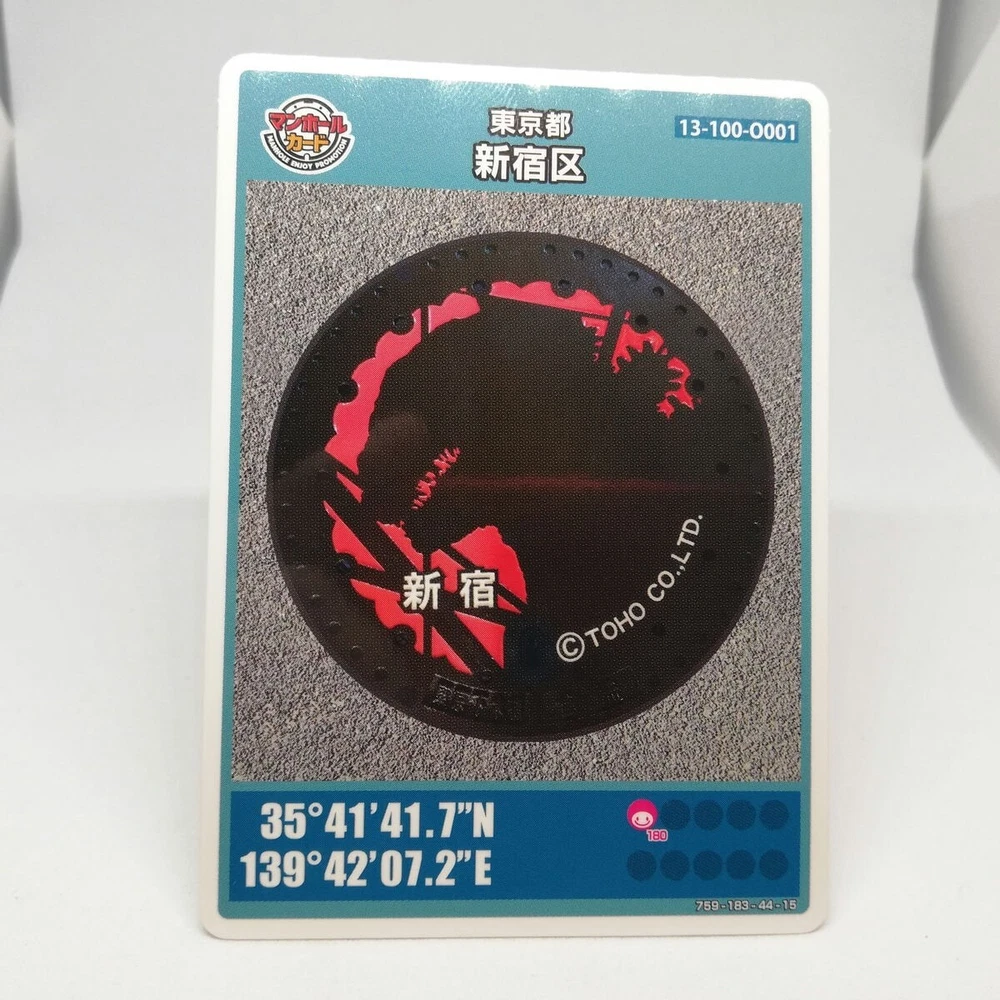 マンホール
カード
MANHOLE ENJOY PROMOTION
東京都
新宿区
13-100-O001
新宿
©TOHO CO.,LTD.
35°41'41.7"N
139°42'07.2"E
180
759-183-44-15